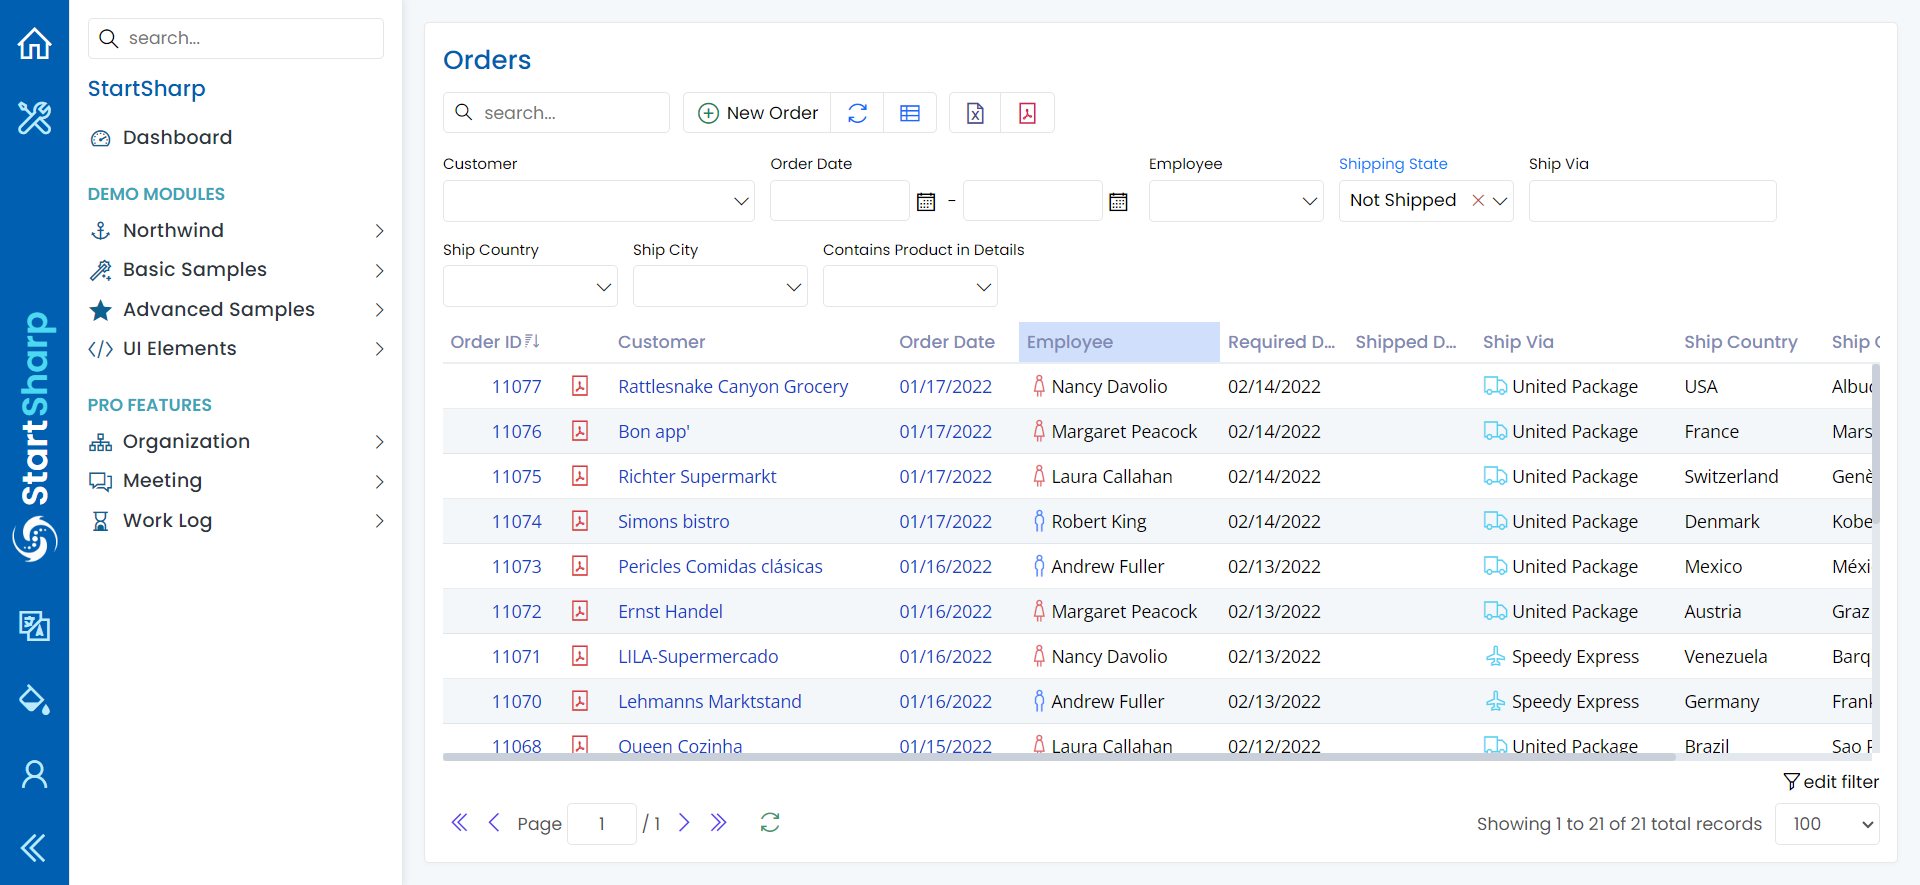 search...
StartSharp
Dashboard
DEMO MODULES
Northwind
Basic Samples
Advanced Samples
UI Elements
PRO FEATURES
Organization
Meeting
Work Log
StartSharp
Orders
search... New Order
Customer Order Date Employee Shipping State Ship Via
- Not Shipped
Ship Country Ship City Contains Product in Details
Order ID Customer Order Date Employee Required D... Shipped D... Ship Via Ship Country Ship
11077 Rattlesnake Canyon Grocery 01/17/2022 Nancy Davolio 02/14/2022 United Package USA
11076 Bon app' 01/17/2022 Margaret Peacock 02/14/2022 United Package France Mars
11075 Richter Supermarkt 01/17/2022 Laura Callahan 02/14/2022 United Package Switzerland Genè
11074 Simons bistro 01/17/2022 Robert King 02/14/2022 United Package Denmark Kobe
11073 Pericles Comidas clásicas 01/16/2022 Andrew Fuller 02/13/2022 United Package Mexico Méxi
11072 Ernst Handel 01/16/2022 Margaret Peacock 02/13/2022 United Package Austria Graz
11071 LILA-Supermercado 01/16/2022 Nancy Davolio 02/13/2022 Speedy Express Venezuela Barq
11070 Lehmanns Marktstand 01/16/2022 Andrew Fuller 02/13/2022 Speedy Express Germany Frank
11068 Queen Cozinha 01/15/2022 Laura Callahan 02/12/2022 United Package Brazil Sao
edit filter
Page 1 / 1 Showing 1 to 21 of 21 total records 100